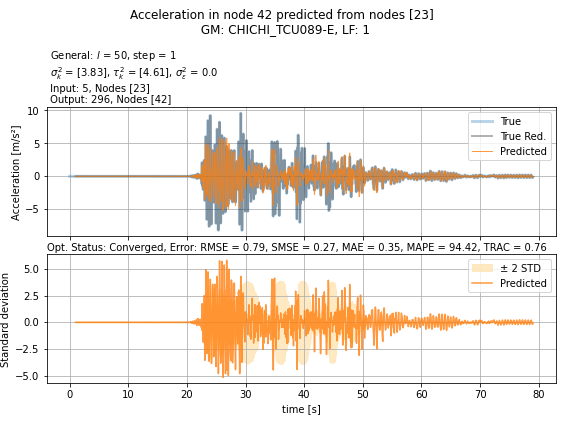 Acceleration in node 42 predicted from nodes [23]
GM: CHICHI_TCU089-E, LF: 1
General: l = 50, step = 1
σ²ₖ = [3.83], τ²ₖ = [4.61], σ²ε = 0.0
Input: 5, Nodes [23]
Output: 296, Nodes [42]
Acceleration [m/s²]
10
5
0
−5
True
True Red.
Predicted
Opt. Status: Converged, Error: RMSE = 0.79, SMSE = 0.27, MAE = 0.35, MAPE = 94.42, TRAC = 0.76
Standard deviation
5.0
2.5
0.0
−2.5
−5.0
± 2 STD
Predicted
0 10 20 30 40 50 60 70 80
time [s]